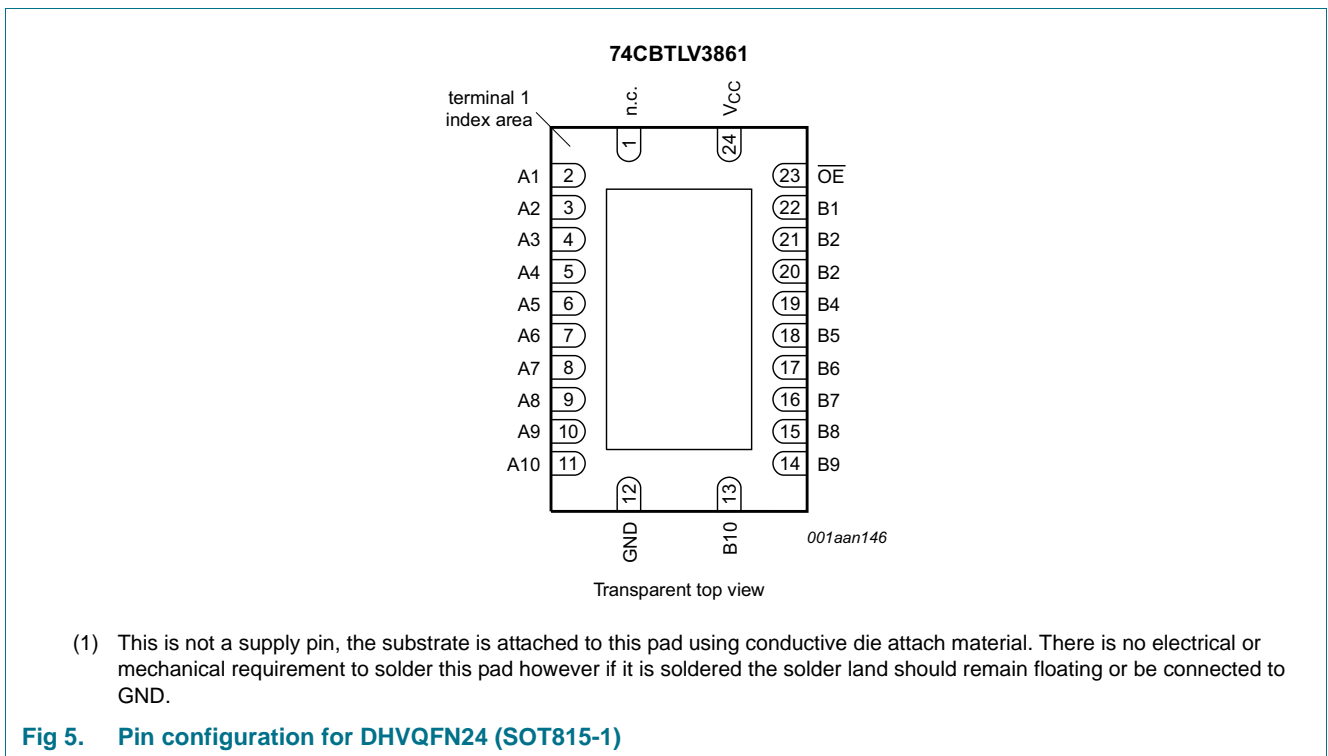 74CBTLV3861
terminal 1
index area
n.c.
VCC
1
24
A1 2 23 OE
A2 3 22 B1
A3 4 21 B2
A4 5 20 B2
A5 6 19 B4
A6 7 18 B5
A7 8 17 B6
A8 9 16 B7
A9 10 15 B8
A10 11 14 B9
12
13
GND
B10
001aan146
Transparent top view
(1) This is not a supply pin, the substrate is attached to this pad using conductive die attach material. There is no electrical or
mechanical requirement to solder this pad however if it is soldered the solder land should remain floating or be connected to
GND.
Fig 5. Pin configuration for DHVQFN24 (SOT815-1)